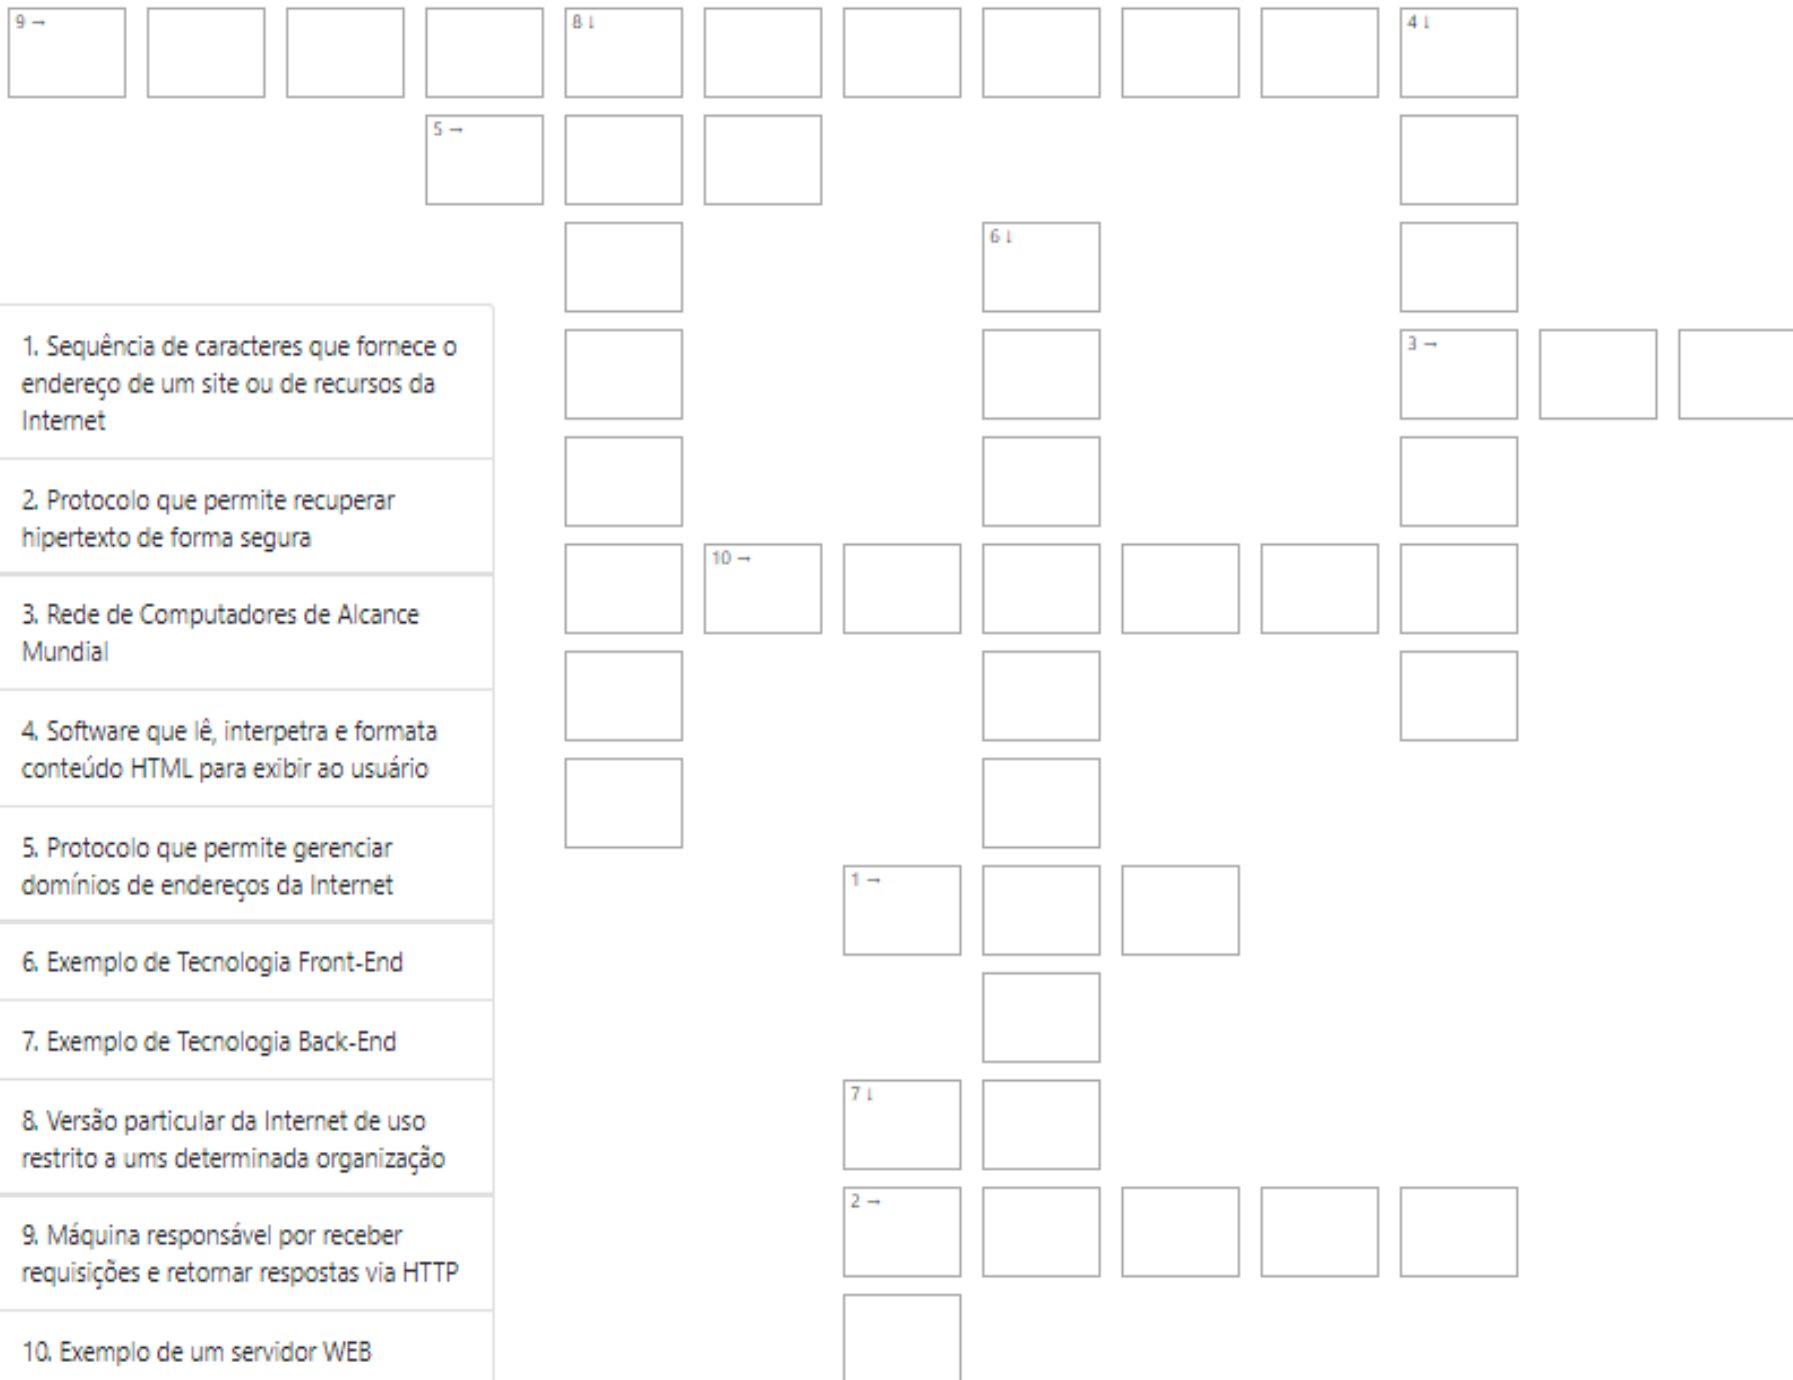 9 →
8 ↓
4 ↓
5 →
6 ↓
3 →
10 →
1 →
7 ↓
2 →
1. Sequência de caracteres que fornece o
endereço de um site ou de recursos da
Internet
2. Protocolo que permite recuperar
hipertexto de forma segura
3. Rede de Computadores de Alcance
Mundial
4. Software que lê, interpetra e formata
conteúdo HTML para exibir ao usuário
5. Protocolo que permite gerenciar
domínios de endereços da Internet
6. Exemplo de Tecnologia Front-End
7. Exemplo de Tecnologia Back-End
8. Versão particular da Internet de uso
restrito a ums determinada organização
9. Máquina responsável por receber
requisições e retornar respostas via HTTP
10. Exemplo de um servidor WEB